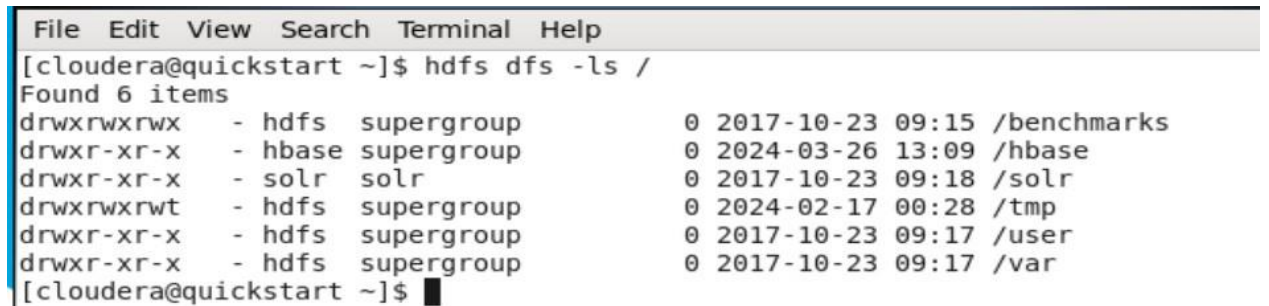 File Edit View Search Terminal Help
[cloudera@quickstart ~]$ hdfs dfs -ls /
Found 6 items
drwxrwxrwx   - hdfs  supergroup          0 2017-10-23 09:15 /benchmarks
drwxr-xr-x   - hbase supergroup          0 2024-03-26 13:09 /hbase
drwxr-xr-x   - solr  solr                0 2017-10-23 09:18 /solr
drwxrwxrwt   - hdfs  supergroup          0 2024-02-17 00:28 /tmp
drwxr-xr-x   - hdfs  supergroup          0 2017-10-23 09:17 /user
drwxr-xr-x   - hdfs  supergroup          0 2017-10-23 09:17 /var
[cloudera@quickstart ~]$